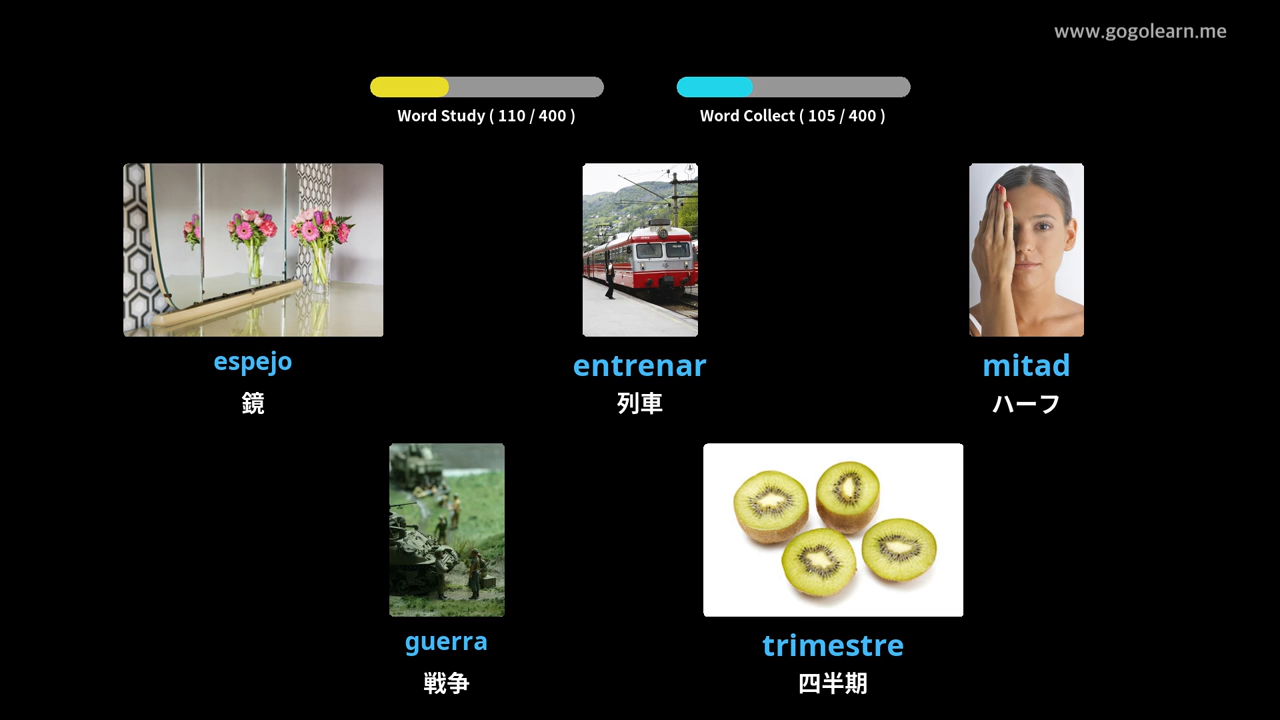 www.gogolearn.me
Word Study ( 110 / 400 )
Word Collect ( 105 / 400 )
espejo
鏡
entrenar
列車
mitad
ハーフ
guerra
戦争
trimestre
四半期